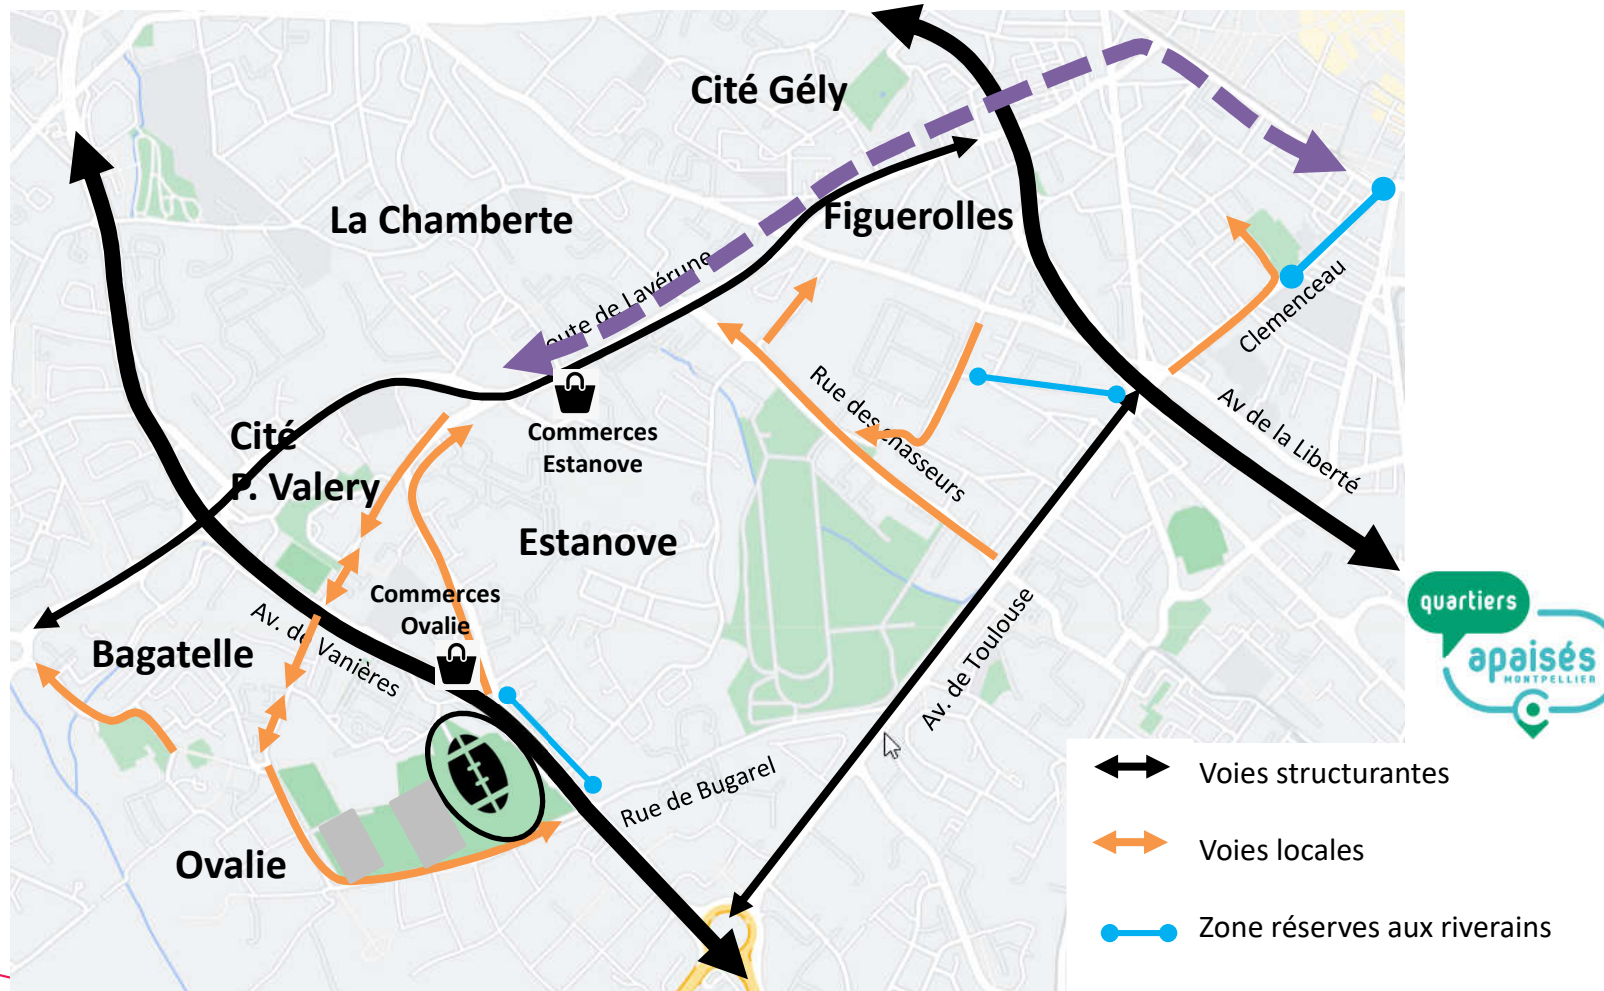 Cité Gély
La Chamberte
Figuerolles
oute de Lavérune
Clemenceau
Rue des chasseurs
Av de la Liberté
Cité
P. Valery
Commerces
Estanove
Estanove
Commerces
Ovalie
Av. de Vanières
Bagatelle
Av. de Toulouse
Rue de Bugarel
Ovalie
quartiers
apaisés
MONTPELLIER
Voies structurantes
Voies locales
Zone réserves aux riverains